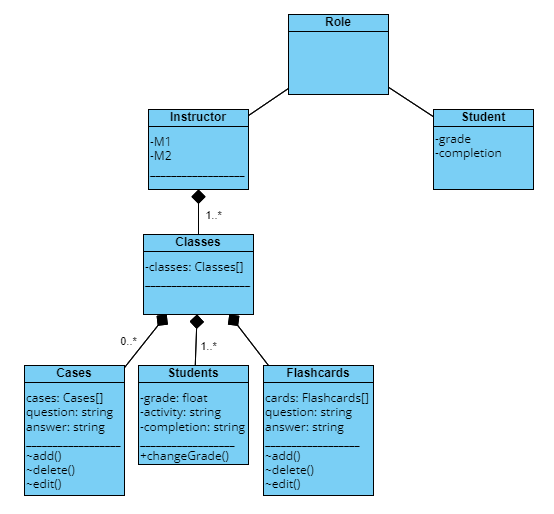 Role
Instructor
-M1
-M2
Student
-grade
-completion
1..*
Classes
-classes: Classes[]
0..*
1..*
Cases
cases: Cases[]
question: string
answer: string
~add()
~delete()
~edit()
Students
-grade: float
-activity: string
-completion: string
+changeGrade()
Flashcards
cards: Flashcards[]
question: string
answer: string
~add()
~delete()
~edit()